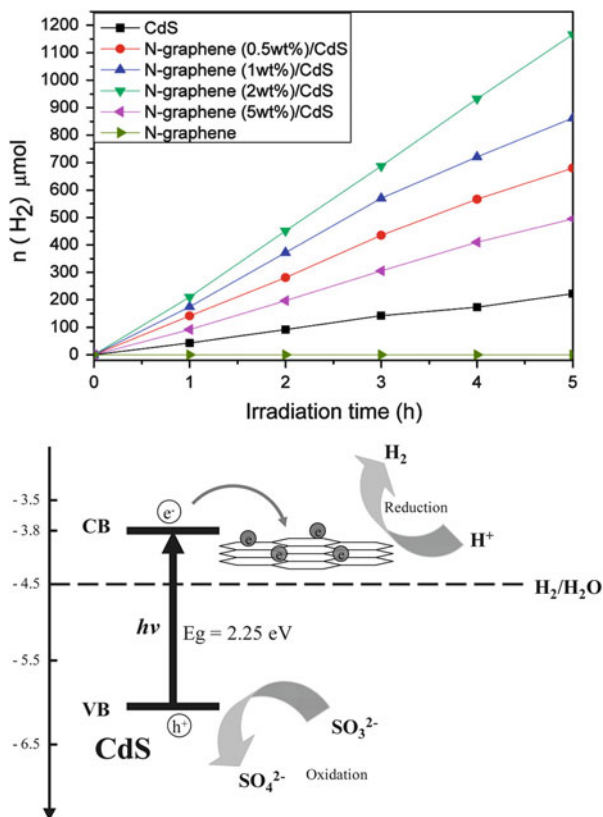 1200
1100
1000
900
800
700
600
500
400
300
200
100
0
n (H2) μmol
CdS
N-graphene (0.5wt%)/CdS
N-graphene (1wt%)/CdS
N-graphene (2wt%)/CdS
N-graphene (5wt%)/CdS
N-graphene
0 1 2 3 4 5
Irradiation time (h)
H2
-3.5
e-
Reduction
CB
-3.8
e e e e
H+
-4.5
H2/H2O
hν
Eg = 2.25 eV
-5.5
VB
h+
SO3 2-
CdS
-6.5
SO4 2-
Oxidation